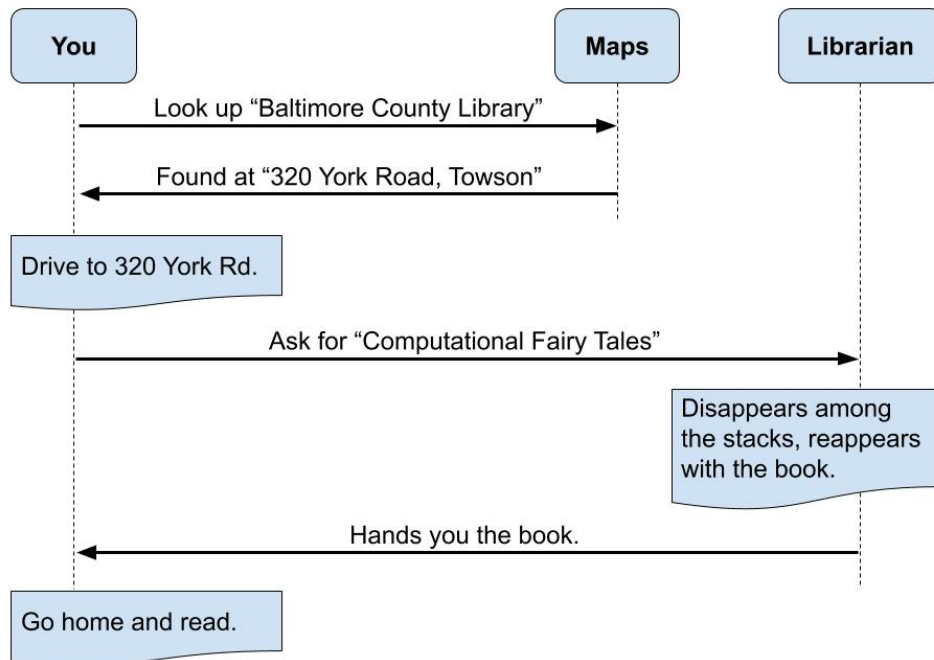 You
Maps
Librarian
Look up “Baltimore County Library”
Found at “320 York Road, Towson”
Drive to 320 York Rd.
Ask for “Computational Fairy Tales”
Disappears among
the stacks, reappears
with the book.
Hands you the book.
Go home and read.